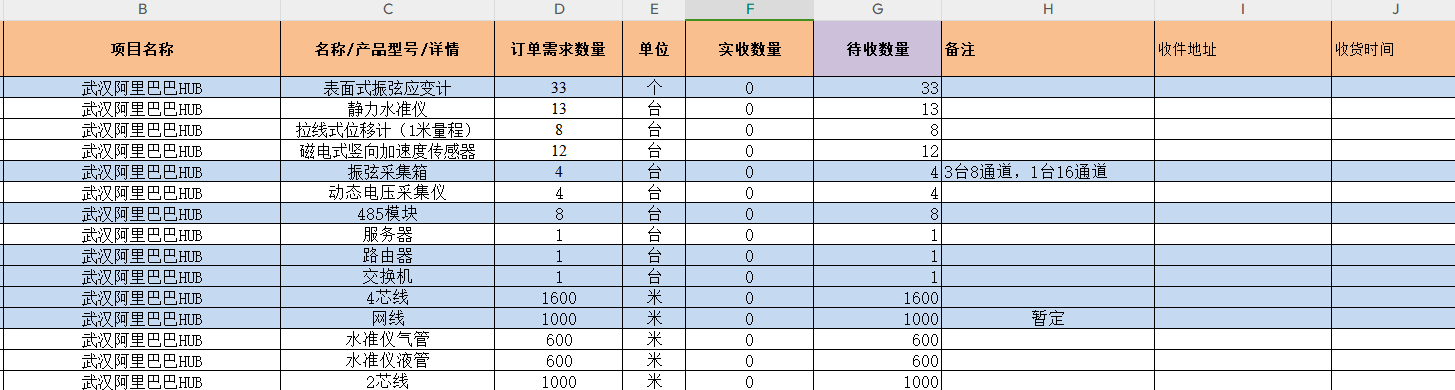 B C D E F G H I J
项目名称 名称/产品型号/详情 订单需求数量 单位 实收数量 待收数量 备注 收件地址 收货时间
武汉阿里巴巴HUB 表面式振弦应变计 33 个 0 33
武汉阿里巴巴HUB 静力水准仪 13 台 0 13
武汉阿里巴巴HUB 拉线式位移计（1米量程） 8 台 0 8
武汉阿里巴巴HUB 磁电式竖向加速度传感器 12 台 0 12
武汉阿里巴巴HUB 振弦采集箱 4 台 0 4 3台8通道，1台16通道
武汉阿里巴巴HUB 动态电压采集仪 4 台 0 4
武汉阿里巴巴HUB 485模块 8 台 0 8
武汉阿里巴巴HUB 服务器 1 台 0 1
武汉阿里巴巴HUB 路由器 1 台 0 1
武汉阿里巴巴HUB 交换机 1 台 0 1
武汉阿里巴巴HUB 4芯线 1600 米 0 1600
武汉阿里巴巴HUB 网线 1000 米 0 1000 暂定
武汉阿里巴巴HUB 水准仪气管 600 米 0 600
武汉阿里巴巴HUB 水准仪液管 600 米 0 600
武汉阿里巴巴HUB 2芯线 1000 米 0 1000